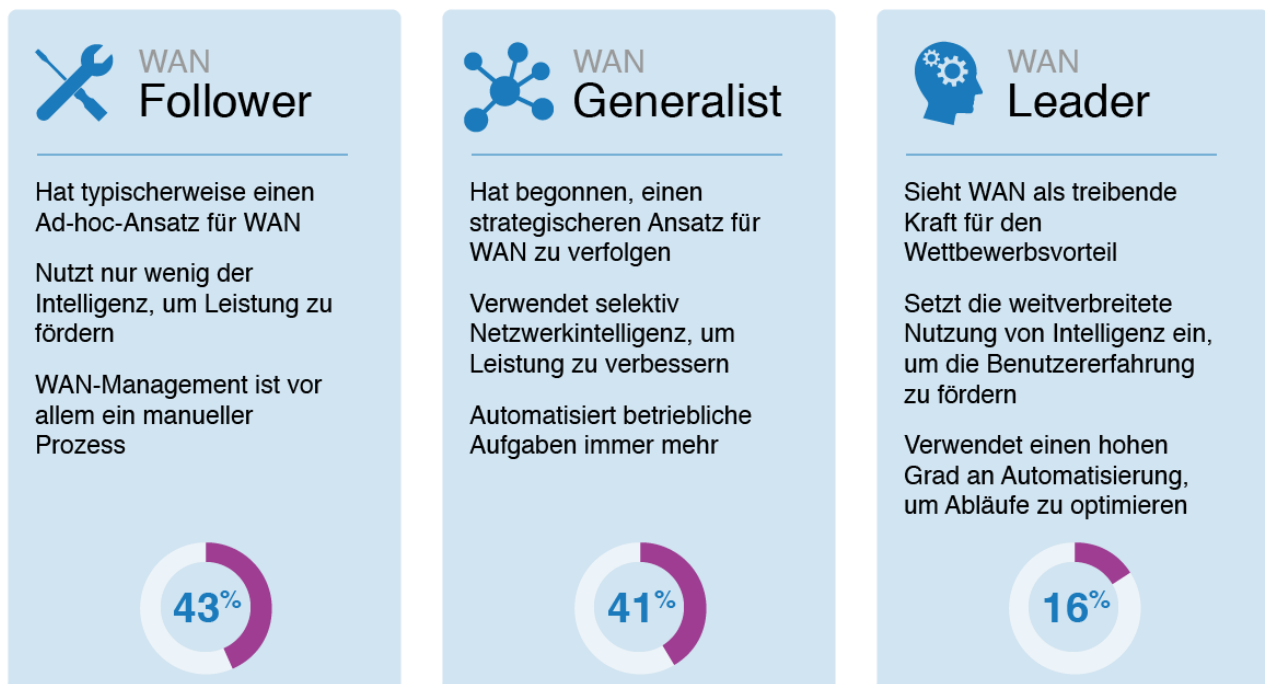 WAN
Follower
Hat typischerweise einen
Ad-hoc-Ansatz für WAN
Nutzt nur wenig der
Intelligenz, um Leistung zu
fördern
WAN-Management ist vor
allem ein manueller
Prozess
43%
WAN
Generalist
Hat begonnen, einen
strategischeren Ansatz für
WAN zu verfolgen
Verwendet selektiv
Netzwerkintelligenz, um
Leistung zu verbessern
Automatisiert betriebliche
Aufgaben immer mehr
41%
WAN
Leader
Sieht WAN als treibende
Kraft für den
Wettbewerbsvorteil
Setzt die weitverbreitete
Nutzung von Intelligenz ein,
um die Benutzererfahrung
zu fördern
Verwendet einen hohen
Grad an Automatisierung,
um Abläufe zu optimieren
16%